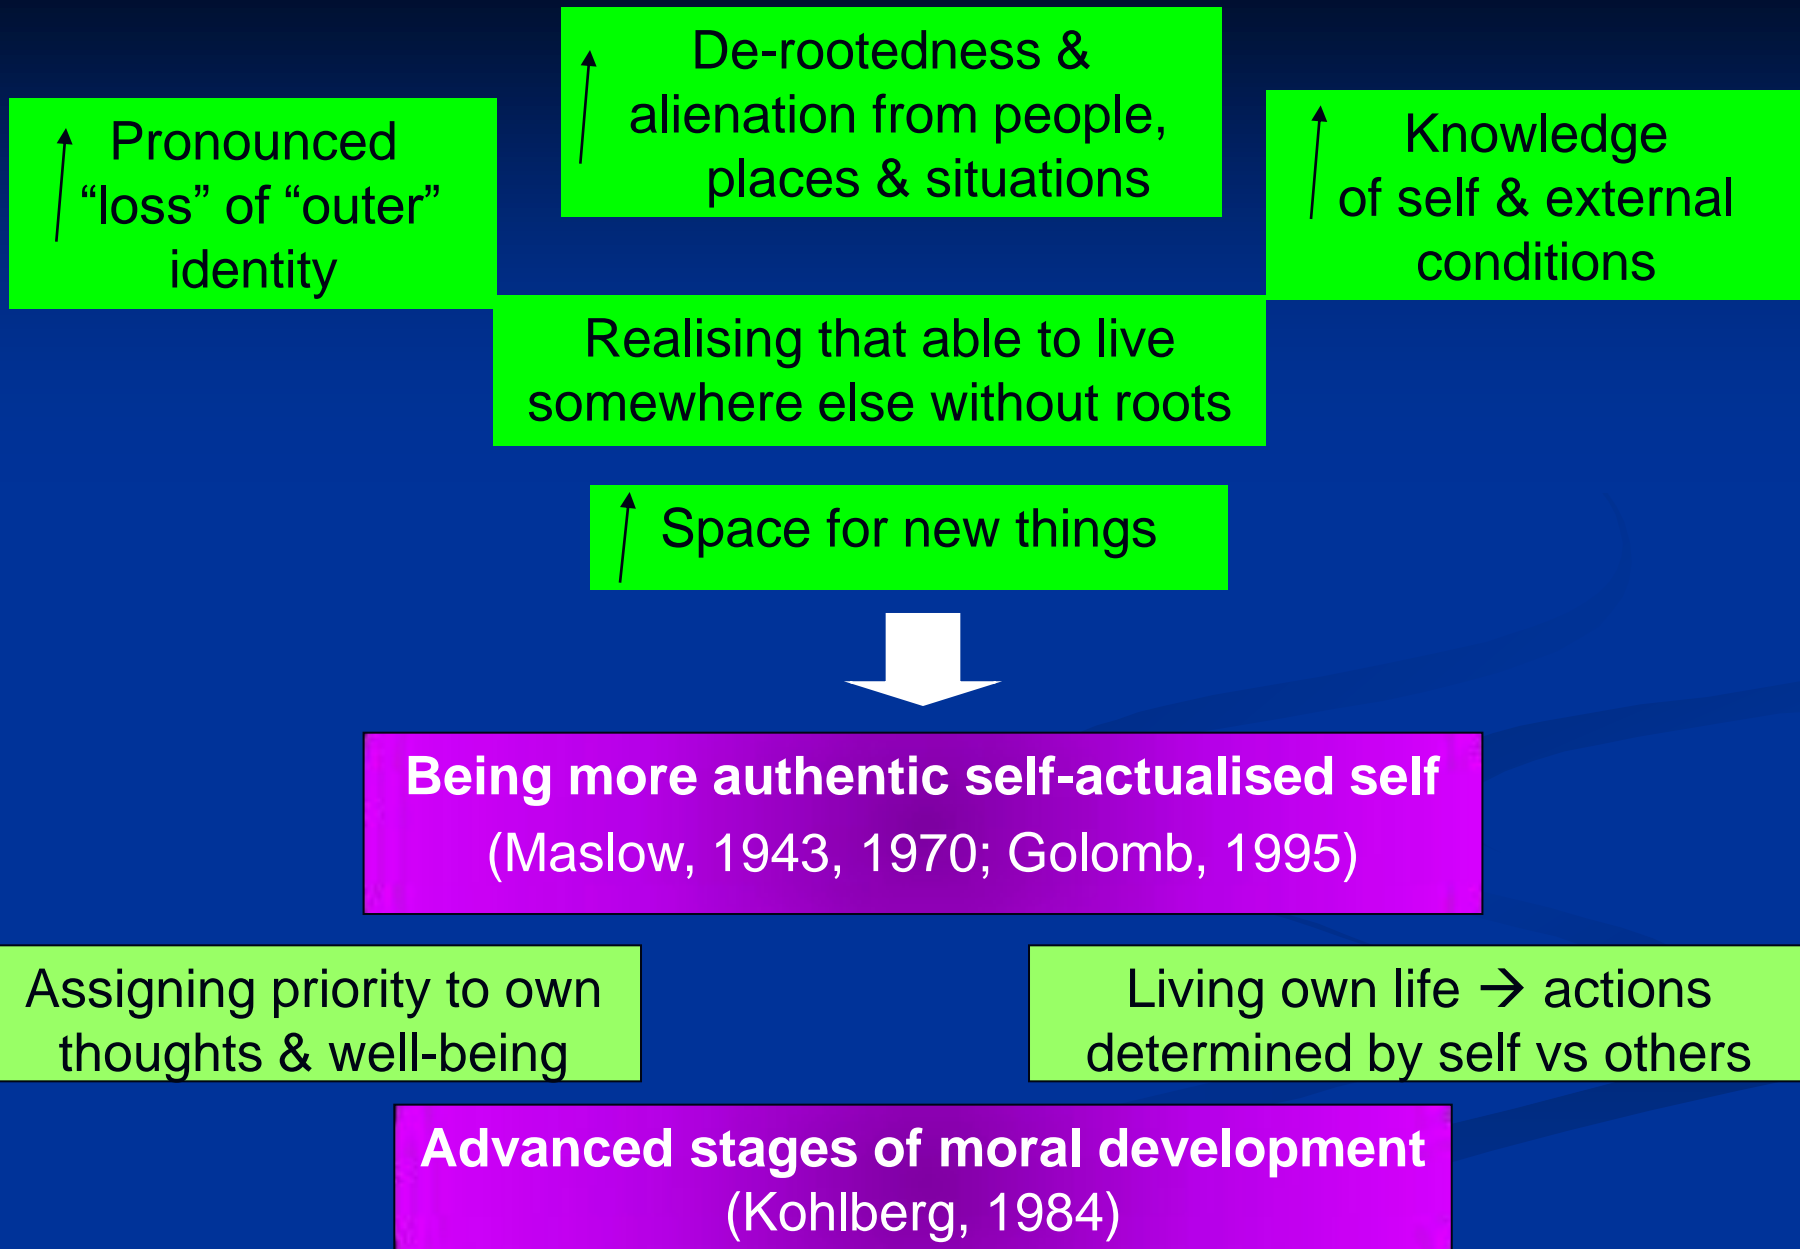 Pronounced
“loss” of “outer”
identity
De-rootedness &
alienation from people,
places & situations
Knowledge
of self & external
conditions
Realising that able to live
somewhere else without roots
Space for new things
Being more authentic self-actualised self
(Maslow, 1943, 1970; Golomb, 1995)
Assigning priority to own
thoughts & well-being
Living own life → actions
determined by self vs others
Advanced stages of moral development
(Kohlberg, 1984)